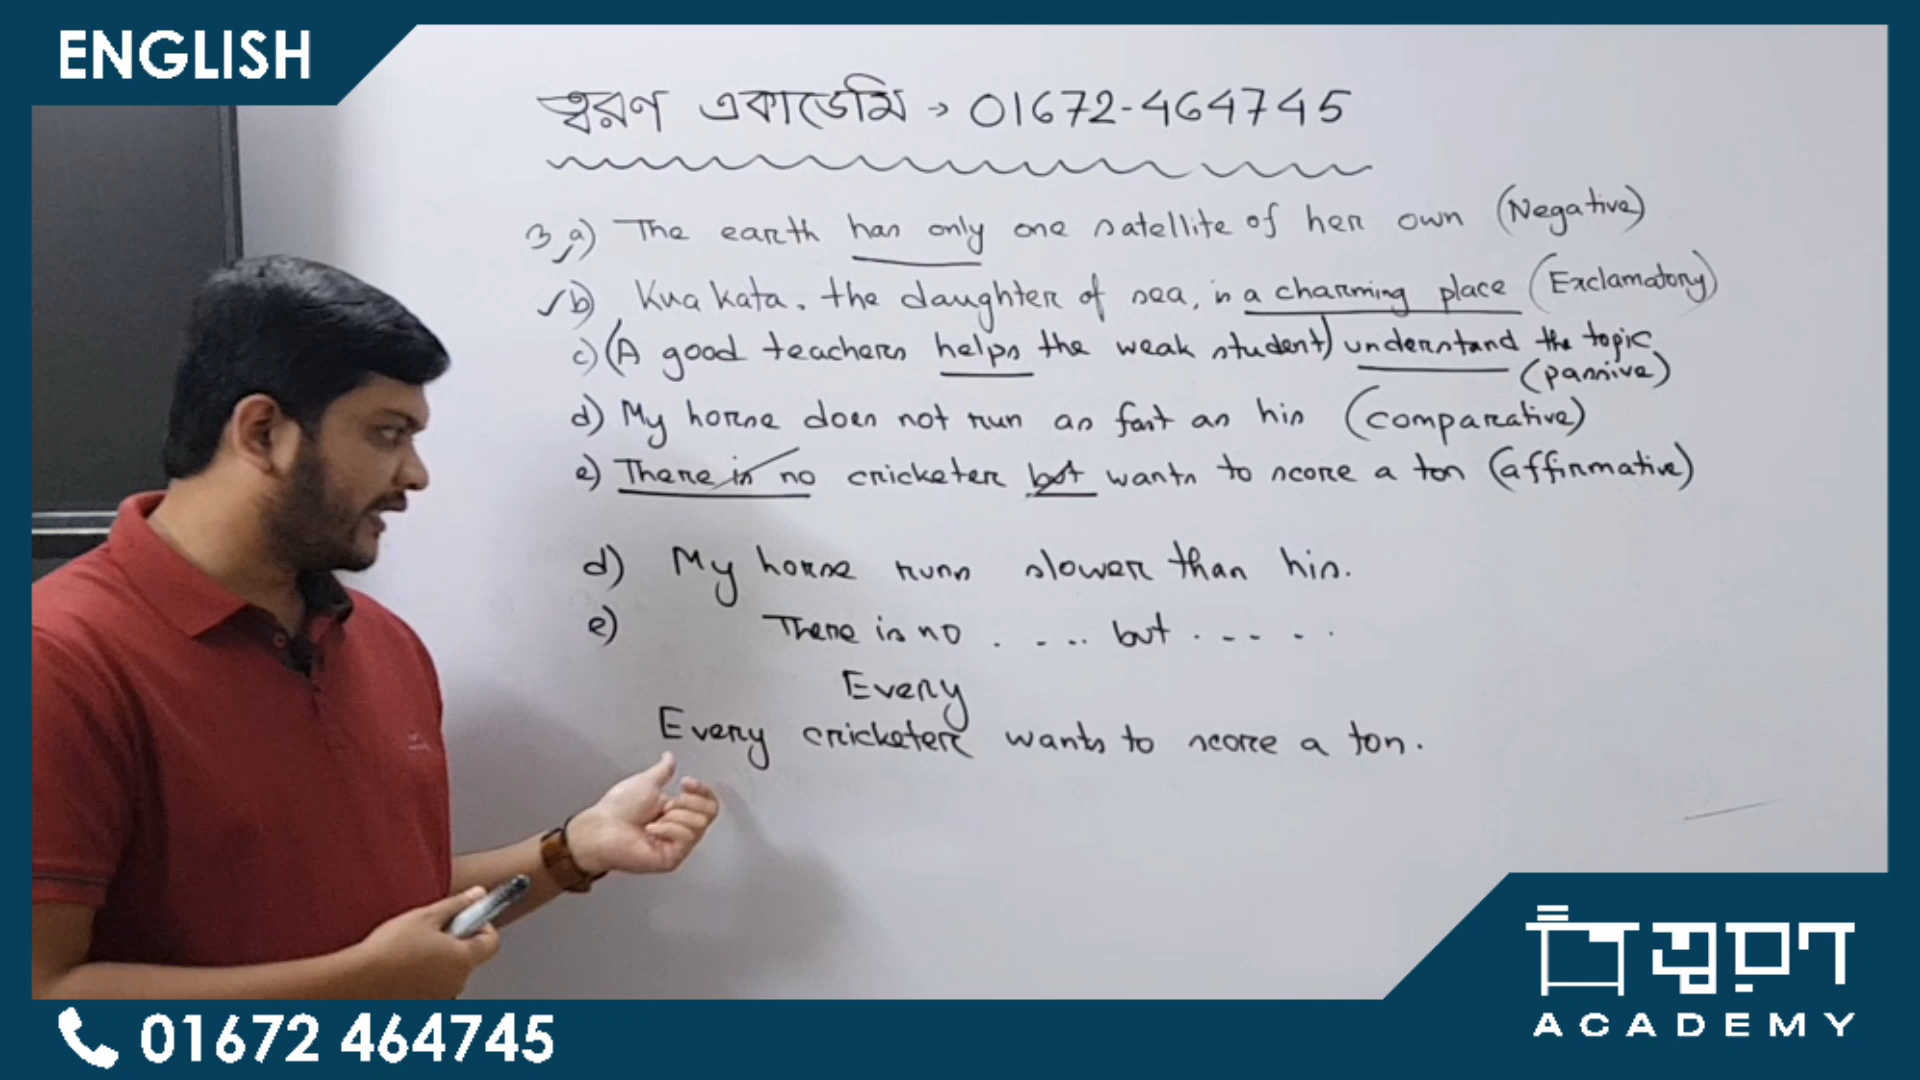 ENGLISH
স্মরণ একাডেমি → 01672-464745
3, a) The earth has only one satellite of her own (Negative)
✓b) Kuakata, the daughter of sea, is a charming place (Exclamatory)
c) (A good teachers helps the weak student) understand the topic
(passive)
d) My horse does not run as fast as his (comparative)
e) There is no cricketer but wants to score a ton (affirmative)
d) My horse runs slower than his.
e) There is no . . . . . but . . . . .
Every
Every cricketer wants to score a ton.
01672 464745
স্মরণ
ACADEMY